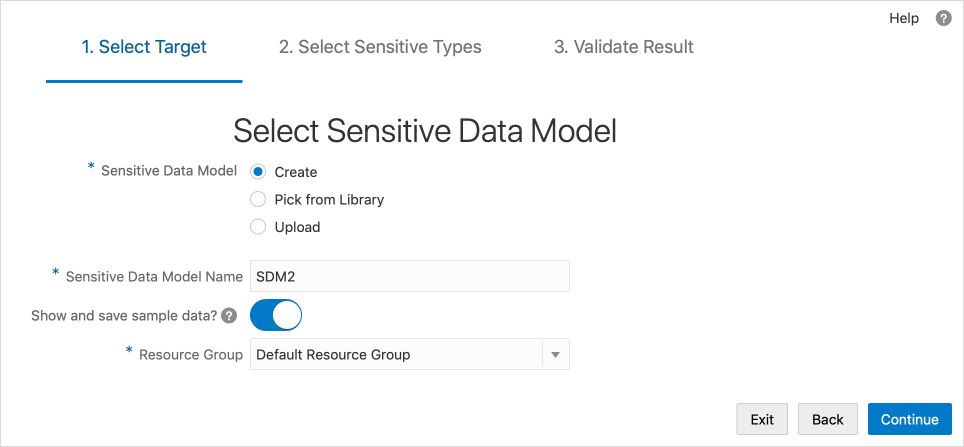 Help ?
1. Select Target 2. Select Sensitive Types 3. Validate Result
Select Sensitive Data Model
* Sensitive Data Model Create
Pick from Library
Upload
* Sensitive Data Model Name SDM2
Show and save sample data? ?
* Resource Group Default Resource Group
Exit Back Continue